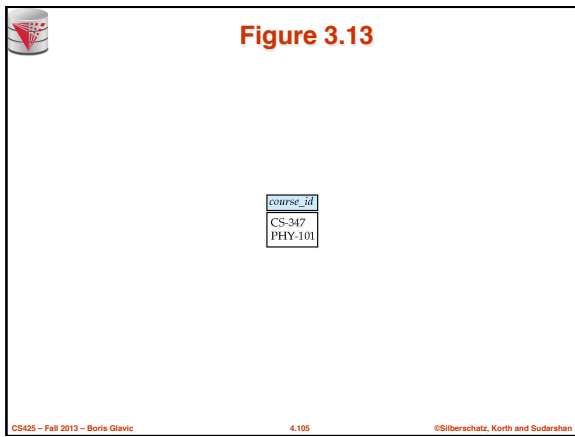 Figure 3.13
course_id
CS-347
PHY-101
CS425 – Fall 2013 – Boris Glavic
4.105
©Silberschatz, Korth and Sudarshan